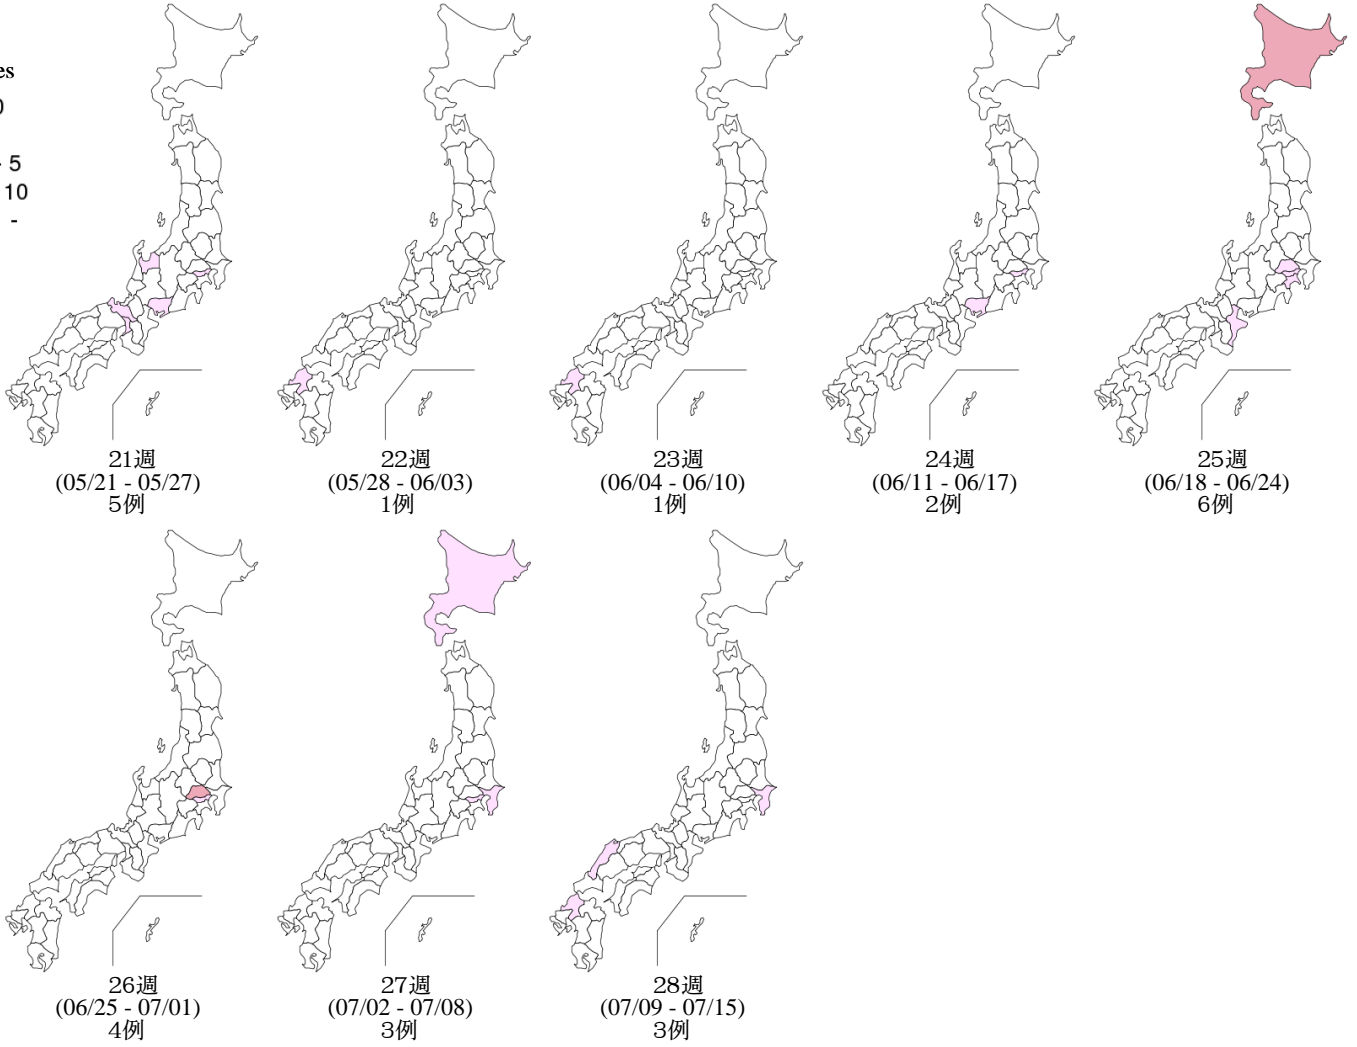 es
0
- 5
10
-
21週
(05/21 - 05/27)
5例
22週
(05/28 - 06/03)
1例
23週
(06/04 - 06/10)
1例
24週
(06/11 - 06/17)
2例
25週
(06/18 - 06/24)
6例
26週
(06/25 - 07/01)
4例
27週
(07/02 - 07/08)
3例
28週
(07/09 - 07/15)
3例